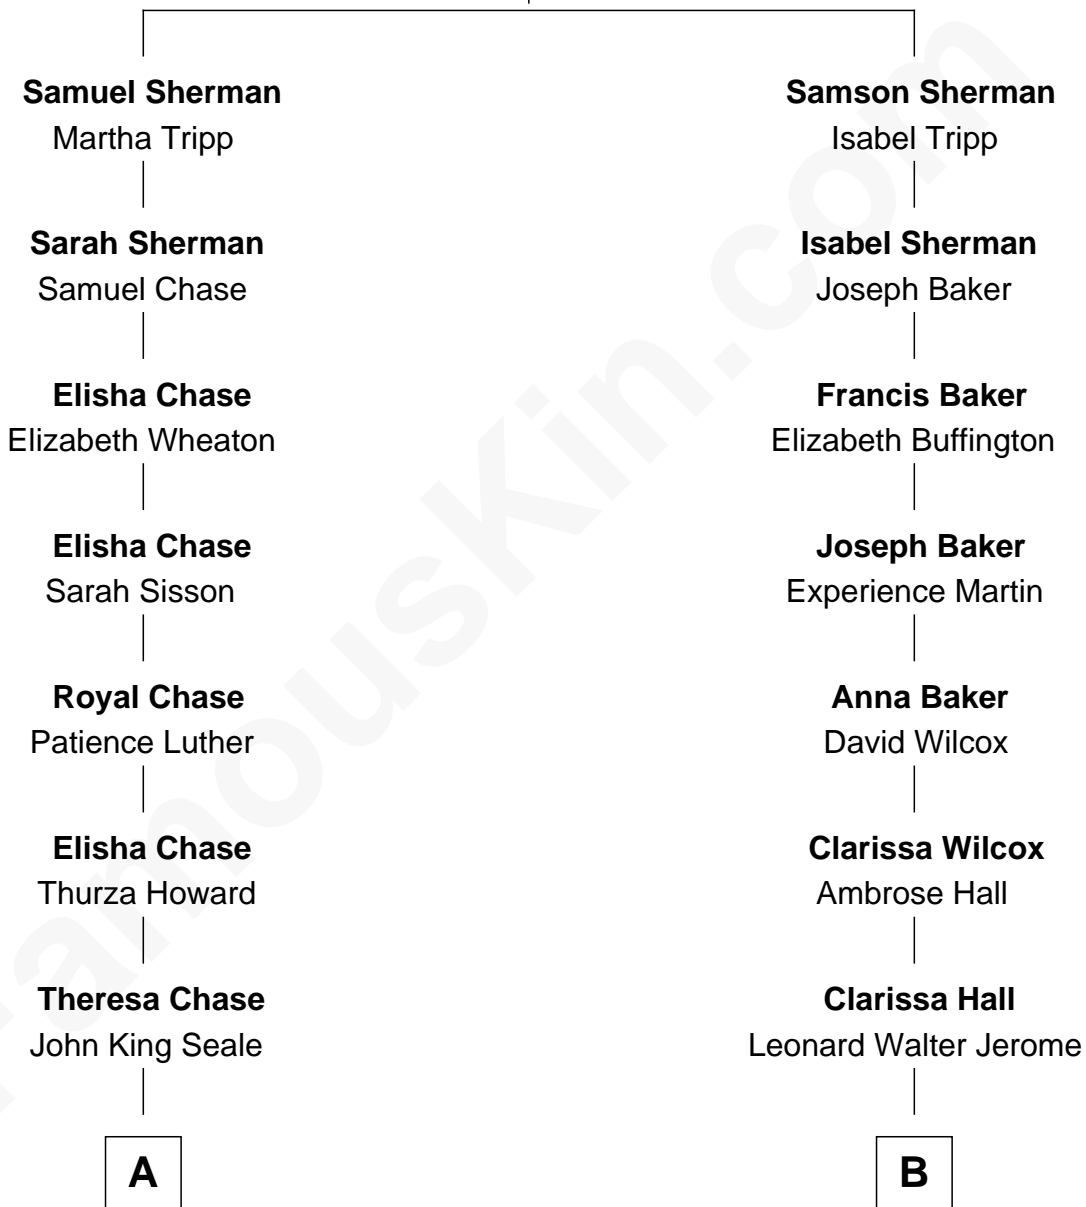 Samuel Sherman
Martha Tripp
Sarah Sherman
Samuel Chase
Elisha Chase
Elizabeth Wheaton
Elisha Chase
Sarah Sisson
Royal Chase
Patience Luther
Elisha Chase
Thurza Howard
Theresa Chase
John King Seale
A
Samson Sherman
Isabel Tripp
Isabel Sherman
Joseph Baker
Francis Baker
Elizabeth Buffington
Joseph Baker
Experience Martin
Anna Baker
David Wilcox
Clarissa Wilcox
Ambrose Hall
Clarissa Hall
Leonard Walter Jerome
B
FamousKin.com